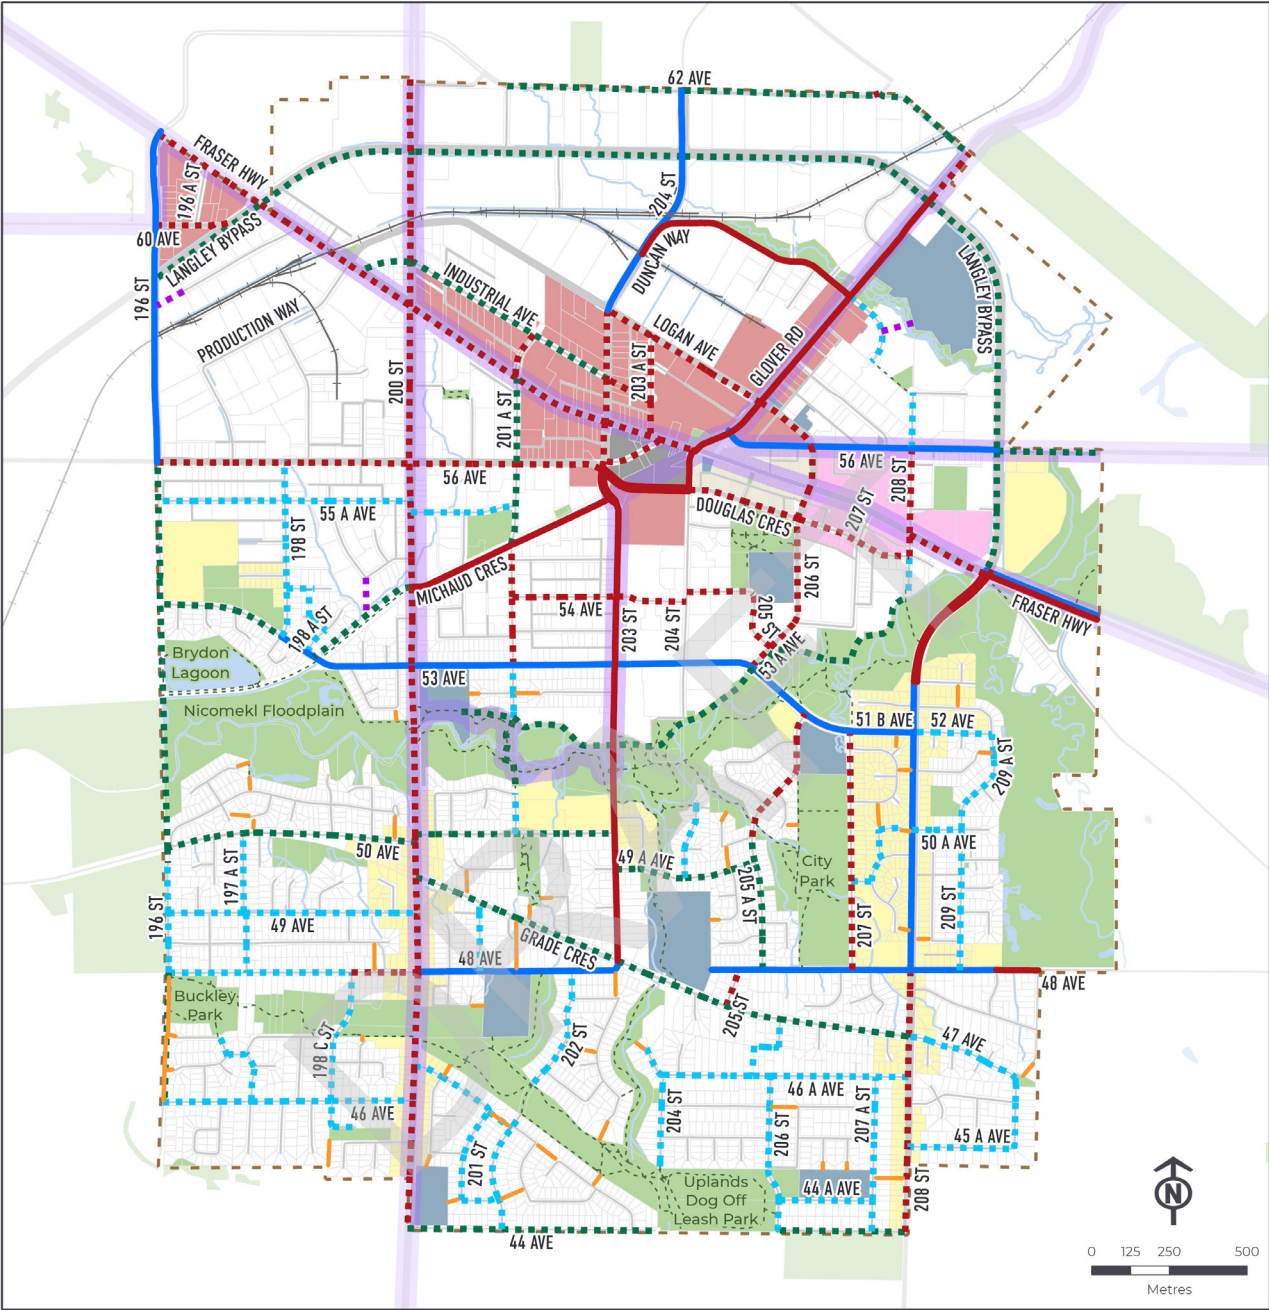 62 AVE
FRASER HWY
196 A ST
204 ST
60 AVE
LANGLEY BYPASS
DUNCAN WAY
LANGLEY BYPASS
196 ST
INDUSTRIAL AVE
PRODUCTION WAY
LOGAN AVE
GLOVER RD
203 A ST
200 ST
201 A ST
56 AVE
56 AVE
208 ST
55 A AVE
DOUGLAS CRES
207 ST
198 ST
MICHAUD CRES
206 ST
54 AVE
203 ST
204 ST
205 ST
FRASER HWY
198 A ST
53 A AVE
Brydon
Lagoon
53 AVE
Nicomekl Floodplain
51 B AVE
52 AVE
209 A ST
50 AVE
49 A AVE
50 A AVE
197 A ST
City
Park
205 A ST
196 ST
49 AVE
207 ST
209 ST
GRADE CRES
48 AVE
48 AVE
Buckley
Park
205 ST
198 C ST
202 ST
47 AVE
46 A AVE
46 AVE
204 ST
206 ST
207 A ST
45 A AVE
201 ST
Uplands
Dog Off
Leash Park
44 A AVE
208 ST
44 AVE
N
0 125 250 500
Metres